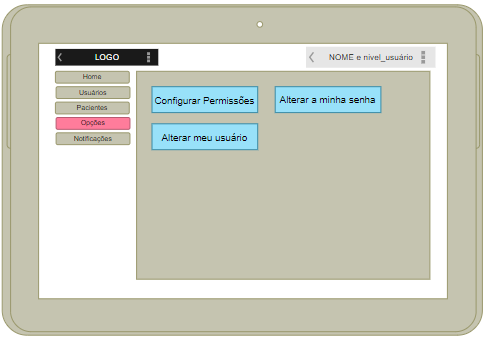 LOGO
NOME e nivel_usuário
Home
Usuários
Pacientes
Opções
Notificações
Configurar Permissões
Alterar a minha senha
Alterar meu usuário